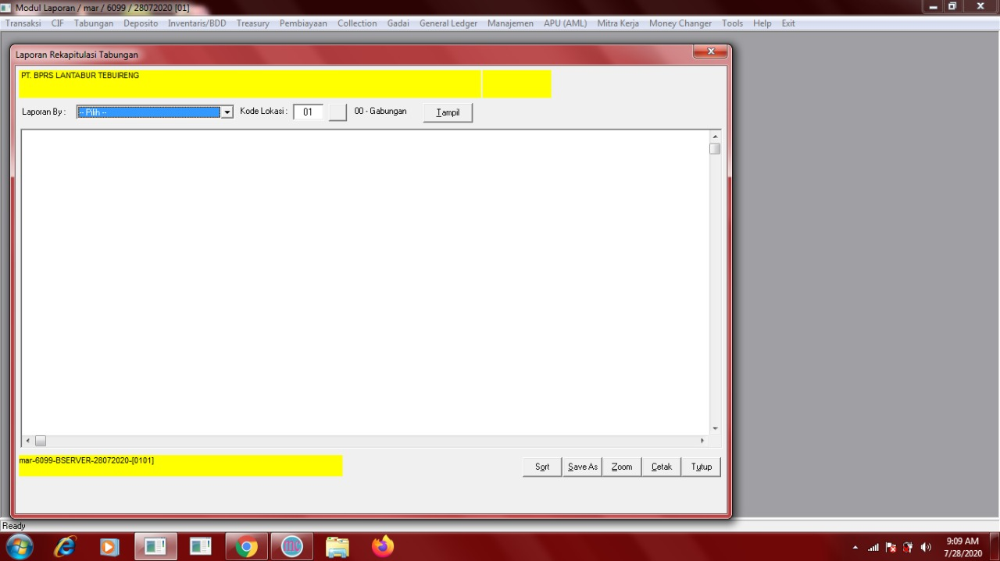 Modul Laporan / mar / 6099 / 28072020 [01]
Transaksi CIF Tabungan Deposito Inventaris/BDD Treasury Pembiayaan Collection Gadai General Ledger Manajemen APU (AML) Mitra Kerja Money Changer Tools Help Exit
Laporan Rekapitulasi Tabungan
PT. BPRS LANTABUR TEBUIRENG
Laporan By : -- Pilih -- Kode Lokasi : 01 00 - Gabungan Tampil
mar-6099-BSERVER-28072020-[0101]
Sort Save As Zoom Cetak Tutup
Ready
9:09 AM
7/28/2020